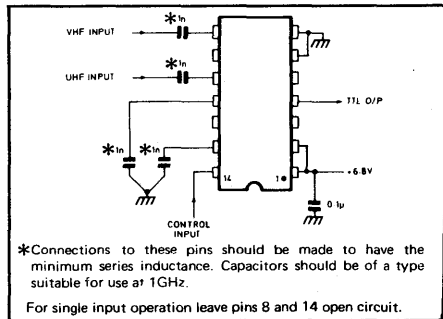 *1n
VHF INPUT
*1n
UHF INPUT
TTL O/P
*1n *1n
14 1
+6.8V
0.1µ
CONTROL
INPUT
*Connections to these pins should be made to have the
minimum series inductance. Capacitors should be of a type
suitable for use at 1GHz.
For single input operation leave pins 8 and 14 open circuit.